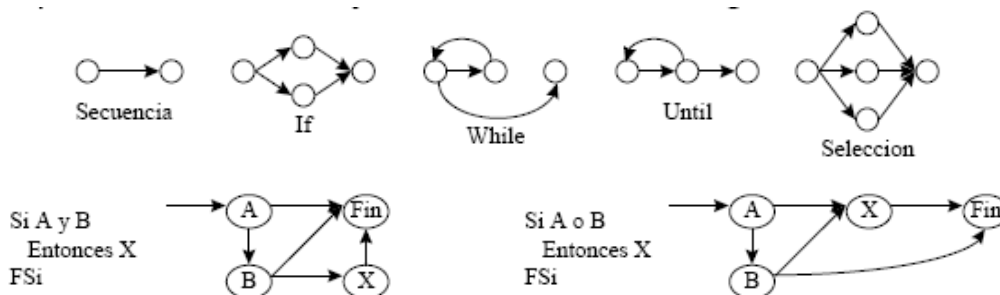 Secuencia
If
While
Until
Seleccion
Si A y B
Entonces X
FSi
A
Fin
B
X
Si A o B
Entonces X
FSi
A
X
Fin
B